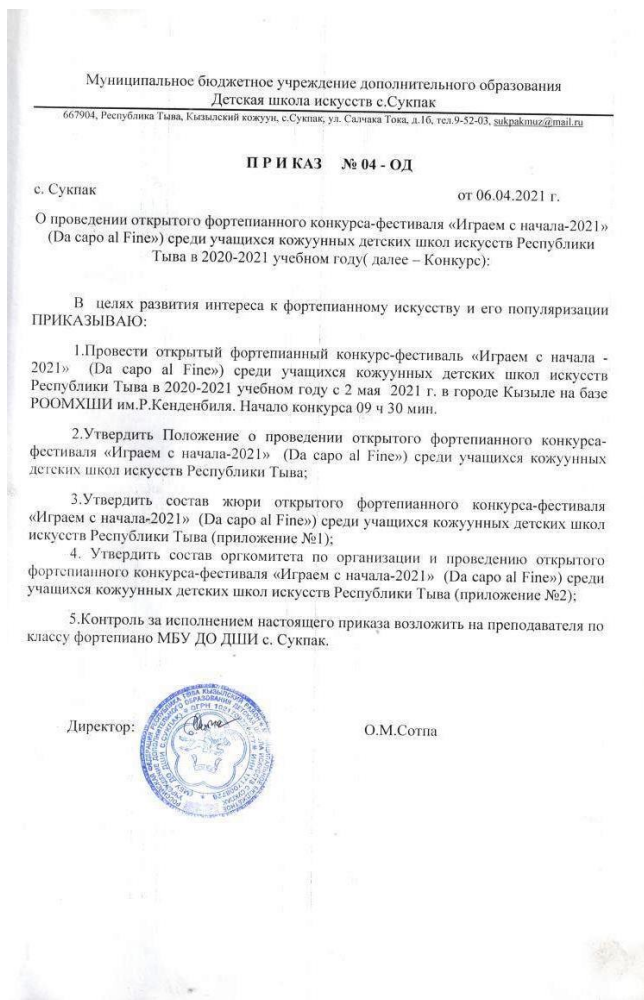 Муниципальное бюджетное учреждение дополнительного образования
Детская школа искусств с.Сукпак
667904, Республика Тыва, Кызылский кожуун, с.Сукпак, ул. Салчака Тока, д.1б, тел.9-52-03, sukpakmuz@mail.ru
П Р И К А З № 04 - ОД
с. Сукпак от 06.04.2021 г.
О проведении открытого фортепианного конкурса-фестиваля «Играем с начала-2021»
(Da capo al Fine») среди учащихся кожуунных детских школ искусств Республики
Тыва в 2020-2021 учебном году( далее – Конкурс):
В целях развития интереса к фортепианному искусству и его популяризации
ПРИКАЗЫВАЮ:
1.Провести открытый фортепианный конкурс-фестиваль «Играем с начала -
2021» (Da capo al Fine») среди учащихся кожуунных детских школ искусств
Республики Тыва в 2020-2021 учебном году с 2 мая 2021 г. в городе Кызыле на базе
РООМХШИ им.Р.Кенденбиля. Начало конкурса 09 ч 30 мин.
2.Утвердить Положение о проведении открытого фортепианного конкурса-
фестиваля «Играем с начала-2021» (Da capo al Fine») среди учащихся кожуунных
детских школ искусств Республики Тыва;
3.Утвердить состав жюри открытого фортепианного конкурса-фестиваля
«Играем с начала-2021» (Da capo al Fine») среди учащихся кожуунных детских школ
искусств Республики Тыва (приложение №1);
4. Утвердить состав оргкомитета по организации и проведению открытого
фортепианного конкурса-фестиваля «Играем с начала-2021» (Da capo al Fine») среди
учащихся кожуунных детских школ искусств Республики Тыва (приложение №2);
5.Контроль за исполнением настоящего приказа возложить на преподавателя по
классу фортепиано МБУ ДО ДШИ с. Сукпак.
Директор: О.М.Сотпа